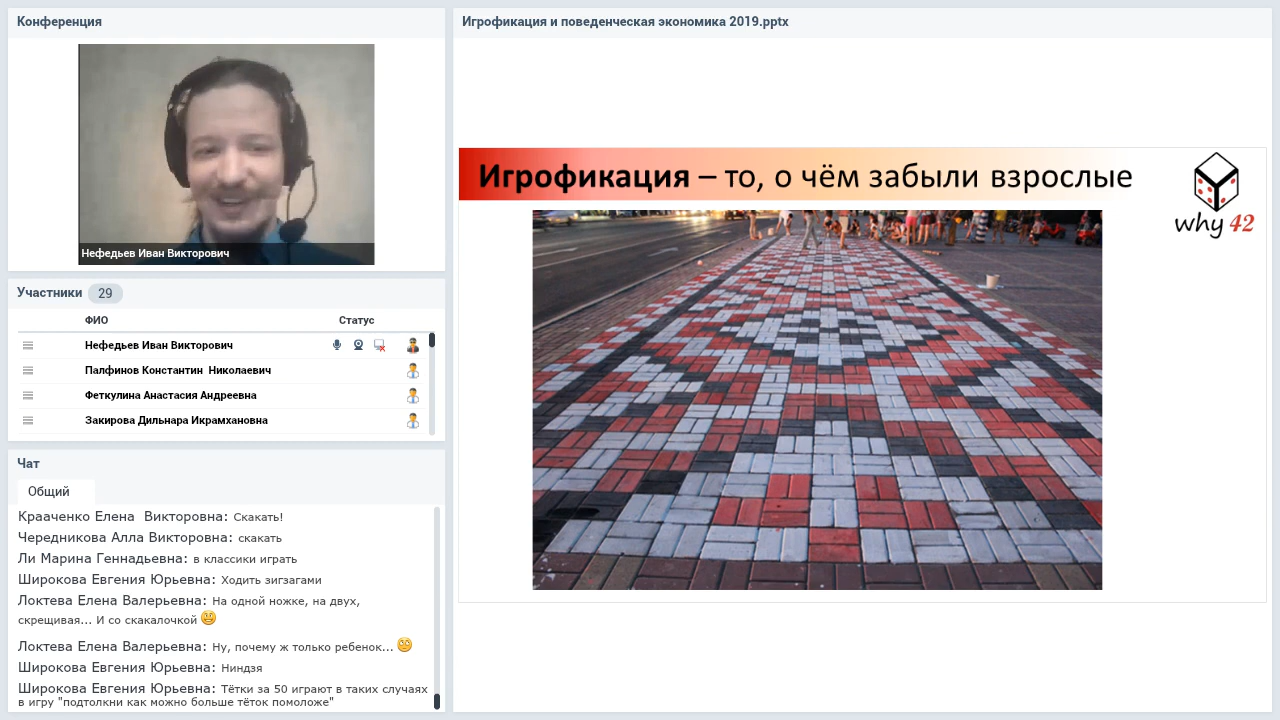 Конференция
Нефедьев Иван Викторович
Участники 29
ФИО Статус
Нефедьев Иван Викторович
Палфинов Константин Николаевич
Феткулина Анастасия Андреевна
Закирова Дильнара Икрамхановна
Чат
Общий
Крааченко Елена Викторовна: Скакать!
Чередникова Алла Викторовна: скакать
Ли Марина Геннадьевна: в классики играть
Широкова Евгения Юрьевна: Ходить зигзагами
Локтева Елена Валерьевна: На одной ножке, на двух,
скрещивая... И со скакалочкой
Локтева Елена Валерьевна: Ну, почему ж только ребенок...
Широкова Евгения Юрьевна: Ниндзя
Широкова Евгения Юрьевна: Тётки за 50 играют в таких случаях
в игру "подтолкни как можно больше тёток помоложе"
Игрофикация и поведенческая экономика 2019.pptx
Игрофикация – то, о чём забыли взрослые
why 42